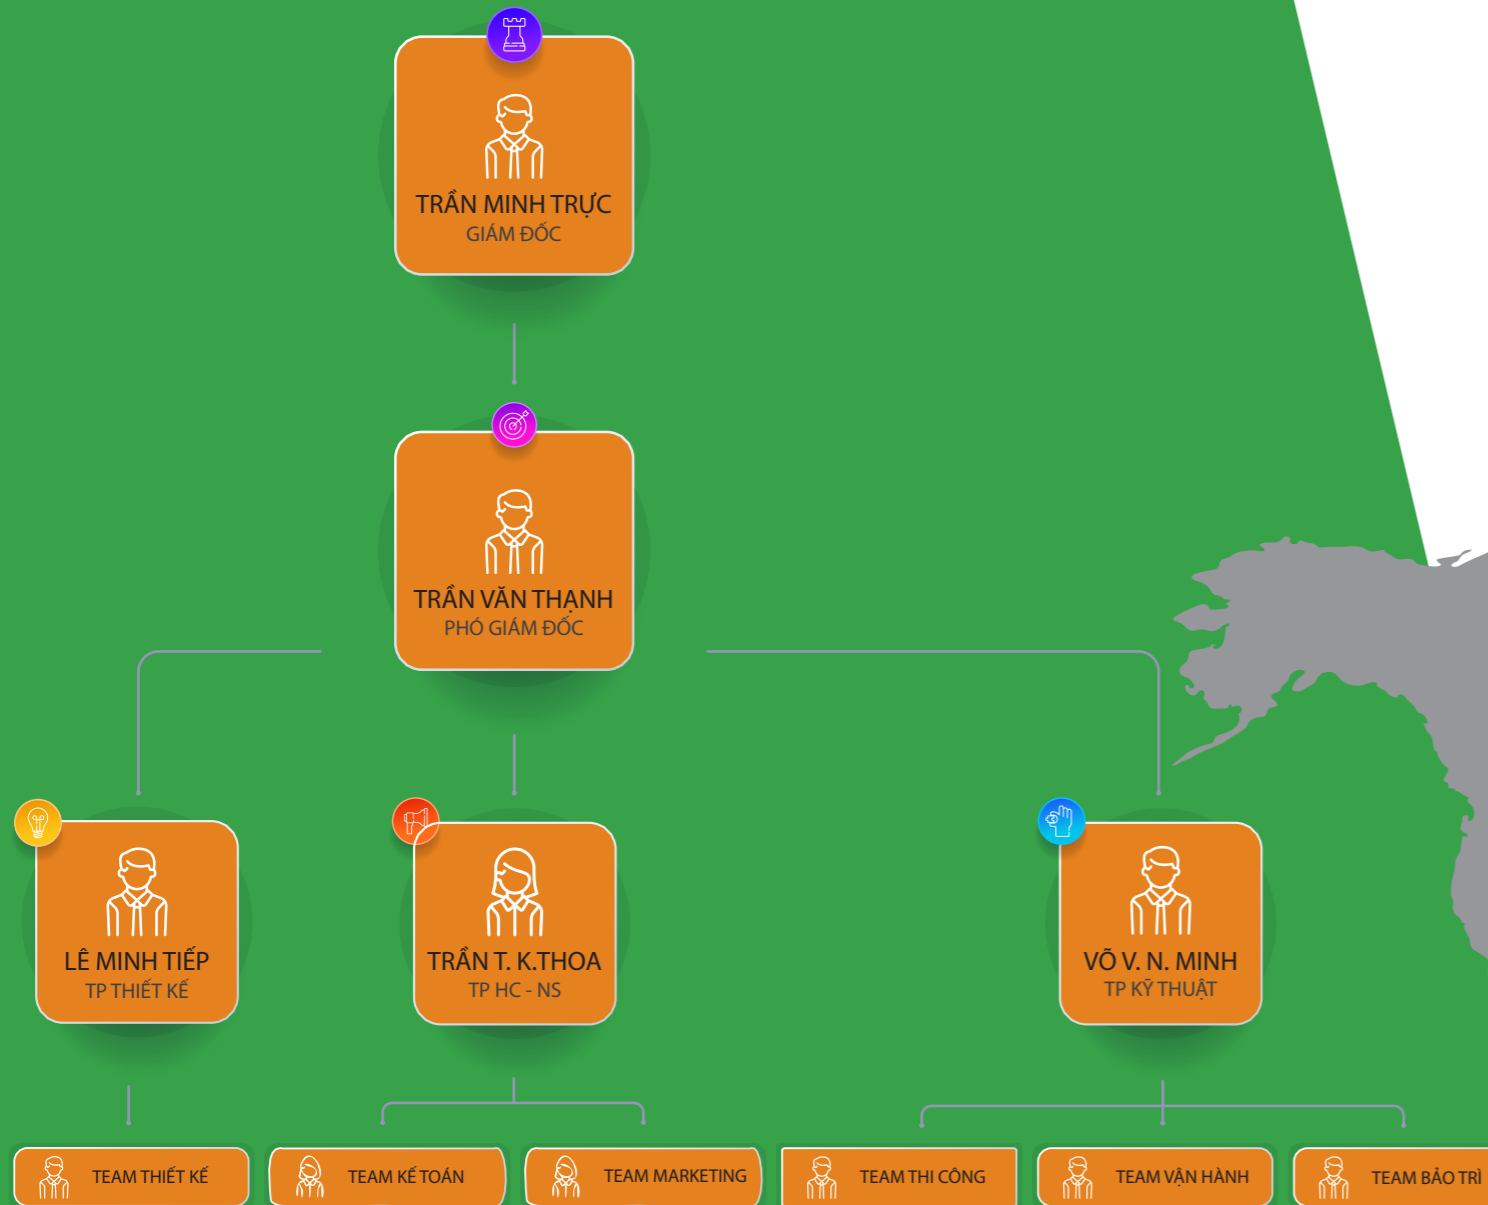 TRẦN MINH TRỰC
GIÁM ĐỐC
TRẦN VĂN THẠNH
PHÓ GIÁM ĐỐC
LÊ MINH TIẾP
TP THIẾT KẾ
TRẦN T. K.THOA
TP HC - NS
VÕ V. N. MINH
TP KỸ THUẬT
TEAM THIẾT KẾ
TEAM KẾ TOÁN
TEAM MARKETING
TEAM THI CÔNG
TEAM VẬN HÀNH
TEAM BẢO TRÌ